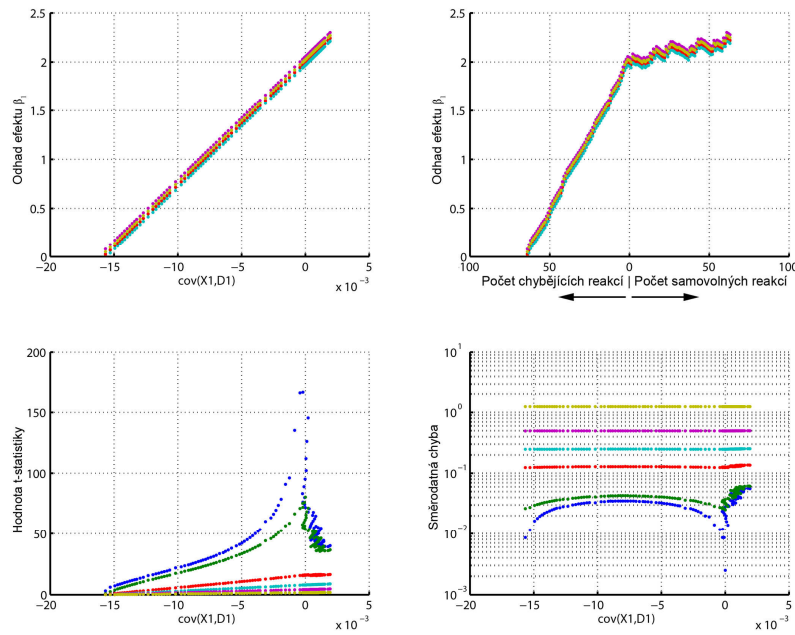 2.5
2
1.5
1
0.5
0
Odhad efektu β1
−20 −15 −10 −5 0 5
cov(X1,D1)
x 10 −3
2.5
2
1.5
1
0.5
0
Odhad efektu β1
100 50 0 50 100
Počet chybějících reakcí | Počet samovolných reakcí
200
150
100
50
0
Hodnota t-statistiky
−20 −15 −10 −5 0 5
cov(X1,D1)
x 10 −3
10 1
10 0
10 −1
10 −2
10 −3
Směrodatná chyba
−20 −15 −10 −5 0 5
cov(X1,D1)
x 10 −3